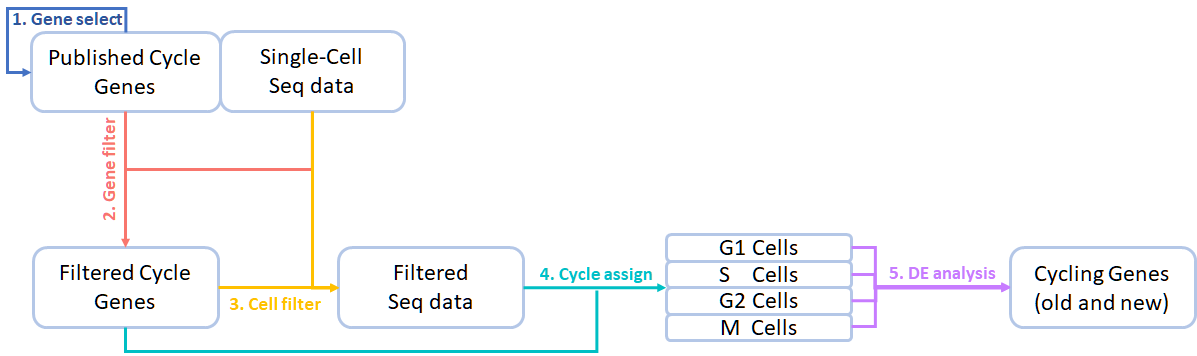 1. Gene select
Published Cycle
Genes
Single-Cell
Seq data
2. Gene filter
Filtered Cycle
Genes
3. Cell filter
Filtered
Seq data
4. Cycle assign
G1 Cells
S Cells
G2 Cells
M Cells
5. DE analysis
Cycling Genes
(old and new)